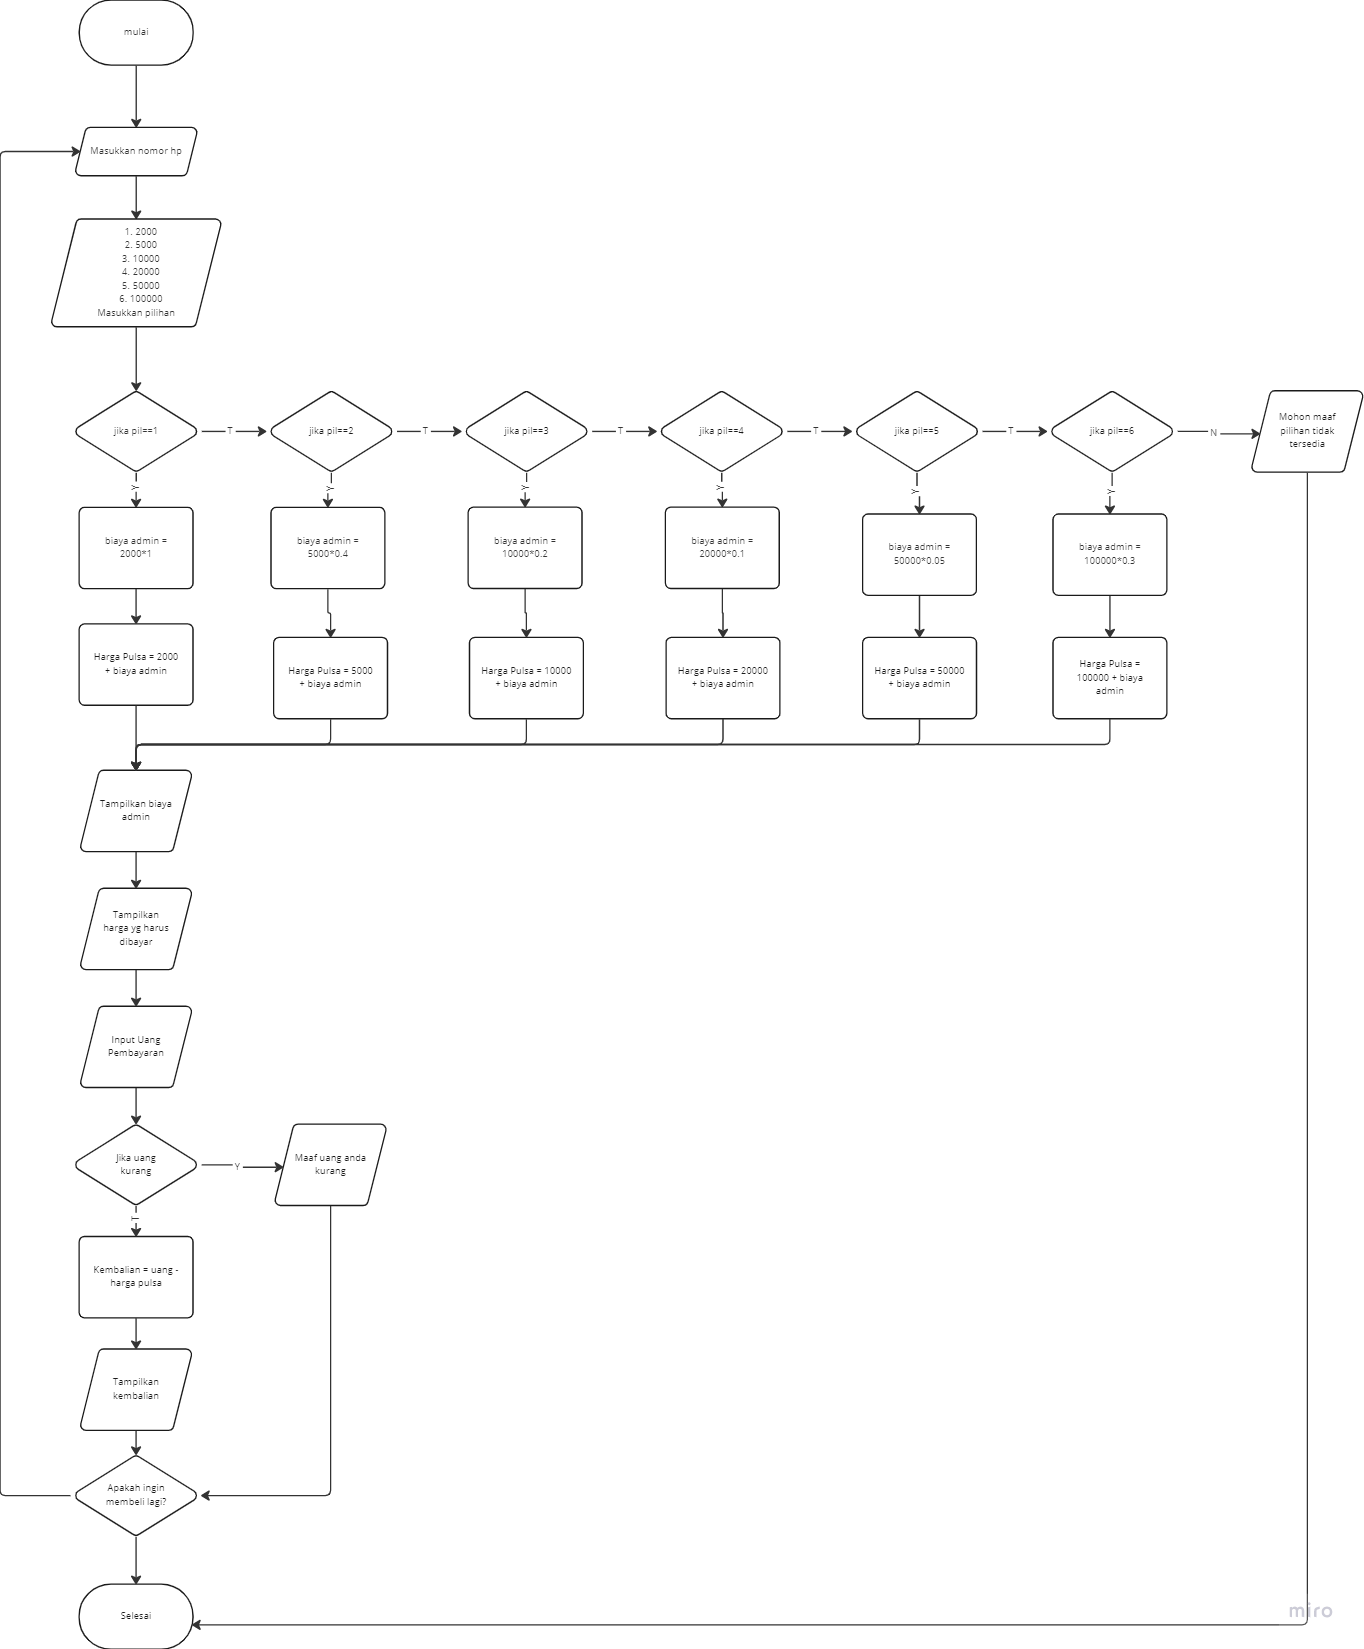 mulai
Masukkan nomor hp
1. 2000
2. 5000
3. 10000
4. 20000
5. 50000
6. 100000
Masukkan pilihan
jika pil==1
T
jika pil==2
T
jika pil==3
T
jika pil==4
T
jika pil==5
T
jika pil==6
N
Mohon maaf
pilihan tidak
tersedia
Y
Y
Y
Y
Y
Y
biaya admin =
2000*1
biaya admin =
5000*0.4
biaya admin =
10000*0.2
biaya admin =
20000*0.1
biaya admin =
50000*0.05
biaya admin =
100000*0.3
Harga Pulsa = 2000
+ biaya admin
Harga Pulsa = 5000
+ biaya admin
Harga Pulsa = 10000
+ biaya admin
Harga Pulsa = 20000
+ biaya admin
Harga Pulsa = 50000
+ biaya admin
Harga Pulsa =
100000 + biaya
admin
Tampilkan biaya
admin
Tampilkan
harga yg harus
dibayar
Input Uang
Pembayaran
Jika uang
kurang
Y
Maaf uang anda
kurang
T
Kembalian = uang -
harga pulsa
Tampilkan
kembalian
Apakah ingin
membeli lagi?
Selesai
miro